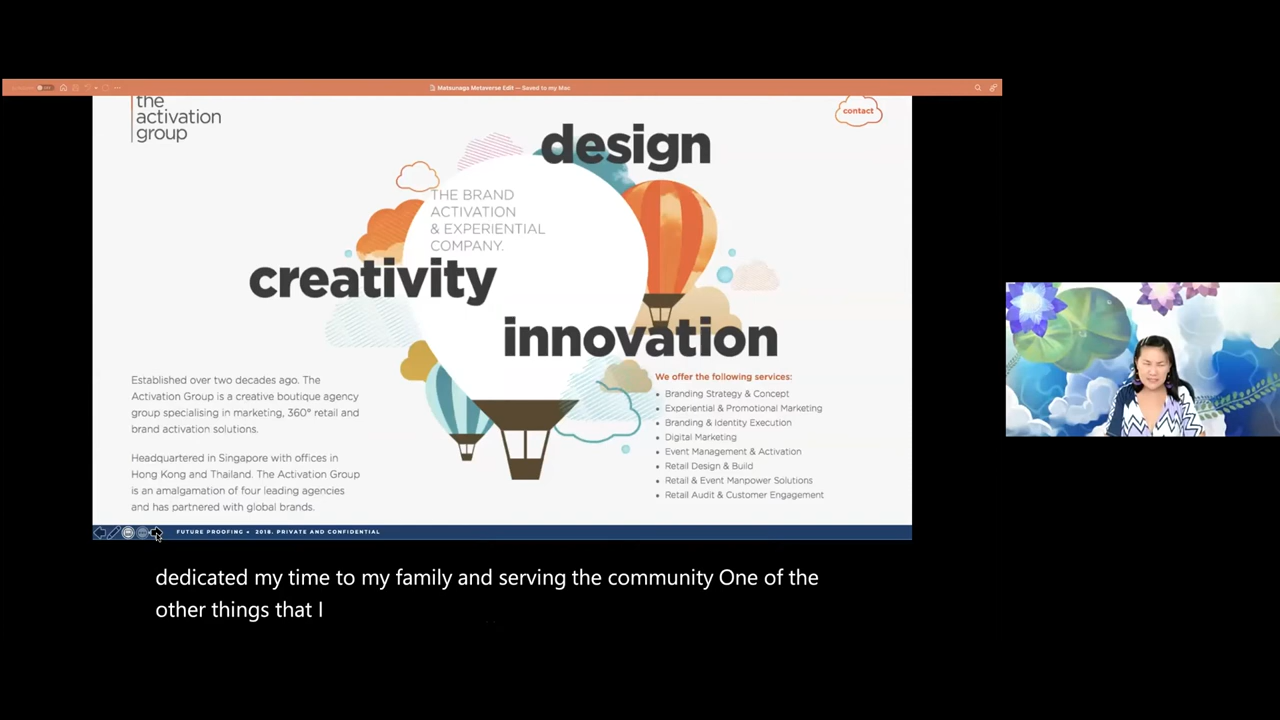 Matsunaga Metaverse Edit — Saved to my Mac
the
activation
group
contact
design
THE BRAND
ACTIVATION
& EXPERIENTIAL
COMPANY.
creativity
innovation
Established over two decades ago. The
Activation Group is a creative boutique agency
group specialising in marketing, 360° retail and
brand activation solutions.
Headquartered in Singapore with offices in
Hong Kong and Thailand. The Activation Group
is an amalgamation of four leading agencies
and has partnered with global brands.
We offer the following services:
• Branding Strategy & Concept
• Experiential & Promotional Marketing
• Branding & Identity Execution
• Digital Marketing
• Event Management & Activation
• Retail Design & Build
• Retail & Event Manpower Solutions
• Retail Audit & Customer Engagement
FUTURE PROOFING • 2018. PRIVATE AND CONFIDENTIAL
dedicated my time to my family and serving the community One of the
other things that I